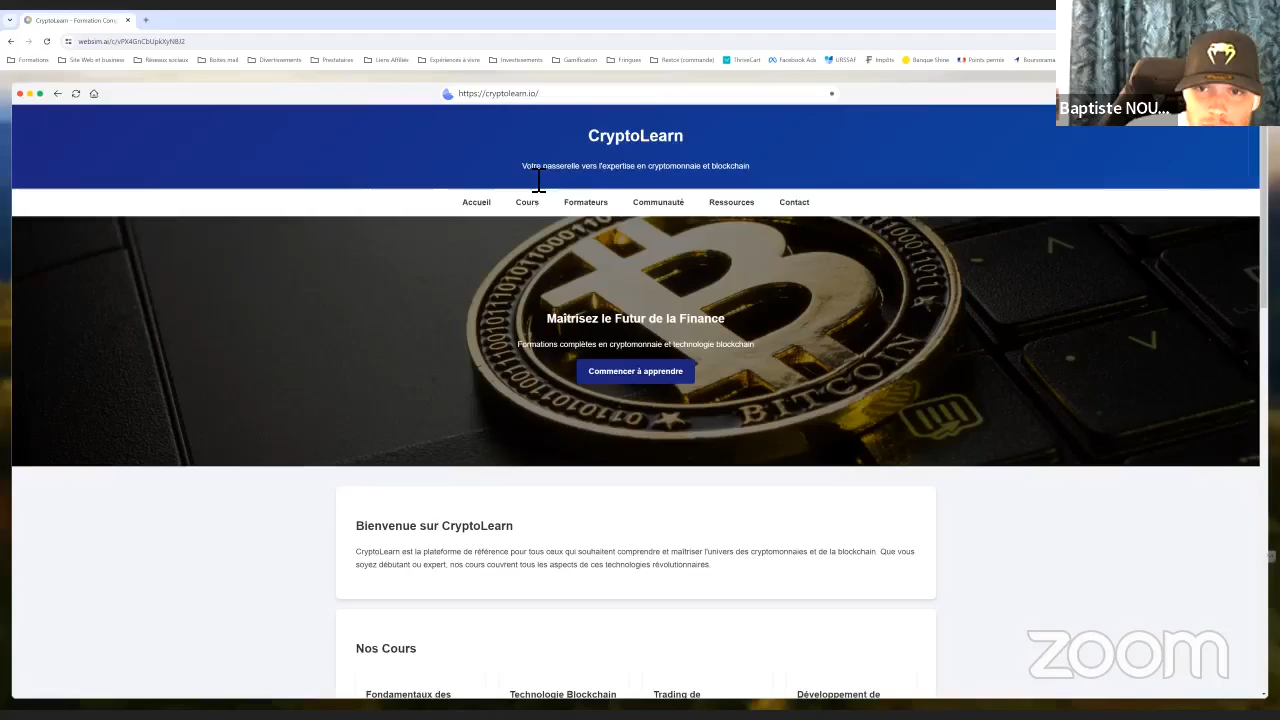 CryptoLearn - Formation Com
websim.ai/c/vPX4GnCbUpkXyNBJ2
Formations Site Web et business Réseaux sociaux Boites mail Divertissements Prestataires Liens Affiliés Expériences à vivre Investissements Gamification Fringues Restos (commande) ThriveCart Facebook Ads URSSAF Impôts Banque Shine Points permis Boursorama
Baptiste NOU...
https://cryptolearn.io/
CryptoLearn
Votre passerelle vers l'expertise en cryptomonnaie et blockchain
Accueil Cours Formateurs Communauté Ressources Contact
BITCOIN
Maîtrisez le Futur de la Finance
Formations complètes en cryptomonnaie et technologie blockchain
Commencer à apprendre
Bienvenue sur CryptoLearn
CryptoLearn est la plateforme de référence pour tous ceux qui souhaitent comprendre et maîtriser l'univers des cryptomonnaies et de la blockchain. Que vous
soyez débutant ou expert, nos cours couvrent tous les aspects de ces technologies révolutionnaires.
Nos Cours
Fondamentaux des Technologie Blockchain Trading de Développement de
zoom